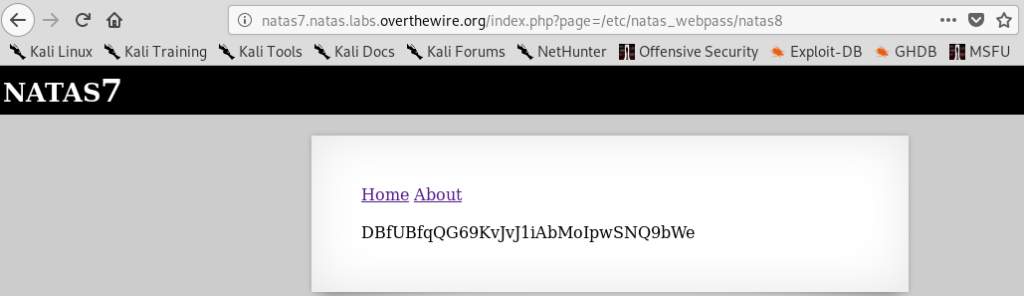 natas7.natas.labs.overthewire.org/index.php?page=/etc/natas_webpass/natas8
Kali Linux Kali Training Kali Tools Kali Docs Kali Forums NetHunter Offensive Security Exploit-DB GHDB MSFU
NATAS7
Home About
DBfUBfqQG69KvJvJ1iAbMoIpwSNQ9bWe